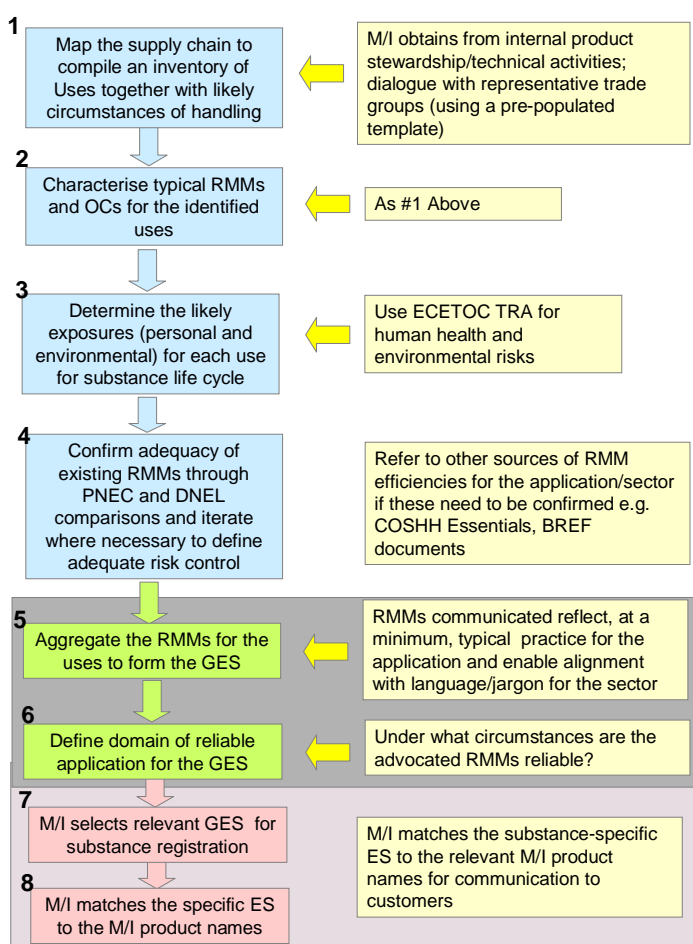 1
Map the supply chain to
compile an inventory of
Uses together with likely
circumstances of handling
M/I obtains from internal product
stewardship/technical activities;
dialogue with representative trade
groups (using a pre-populated
template)
2
Characterise typical RMMs
and OCs for the identified
uses
As #1 Above
3
Determine the likely
exposures (personal and
environmental) for each use
for substance life cycle
Use ECETOC TRA for
human health and
environmental risks
4
Confirm adequacy of
existing RMMs through
PNEC and DNEL
comparisons and iterate
where necessary to define
adequate risk control
Refer to other sources of RMM
efficiencies for the application/sector
if these need to be confirmed e.g.
COSHH Essentials, BREF
documents
5
Aggregate the RMMs for the
uses to form the GES
RMMs communicated reflect, at a
minimum, typical practice for the
application and enable alignment
with language/jargon for the sector
6
Define domain of reliable
application for the GES
Under what circumstances are the
advocated RMMs reliable?
7
M/I selects relevant GES for
substance registration
M/I matches the substance-specific
ES to the relevant M/I product
names for communication to
customers
8
M/I matches the specific ES
to the M/I product names